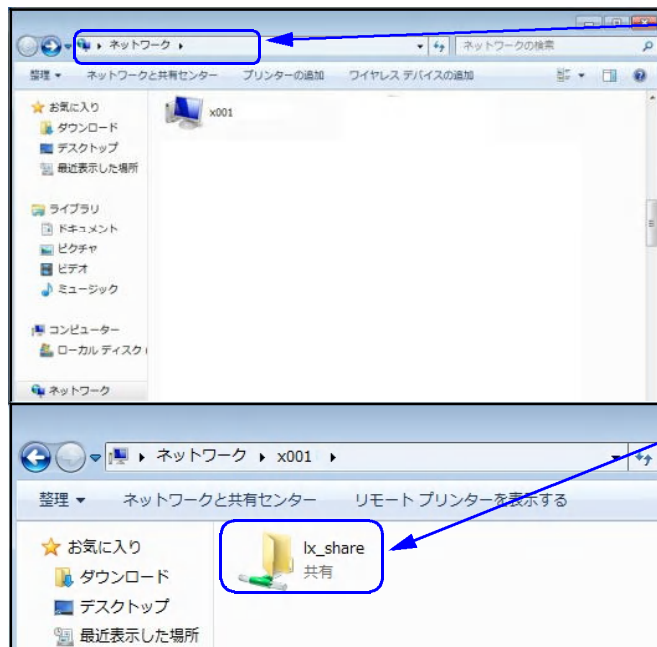 ネットワーク
ネットワークの検索
整理 ネットワークと共有センター プリンターの追加 ワイヤレス デバイスの追加
お気に入り
ダウンロード
デスクトップ
最近表示した場所
ライブラリ
ドキュメント
ピクチャ
ビデオ
ミュージック
コンピューター
ローカル ディスク (
ネットワーク
x001
ネットワーク x001
整理 ネットワークと共有センター リモート プリンターを表示する
お気に入り
ダウンロード
デスクトップ
最近表示した場所
lx_share
共有